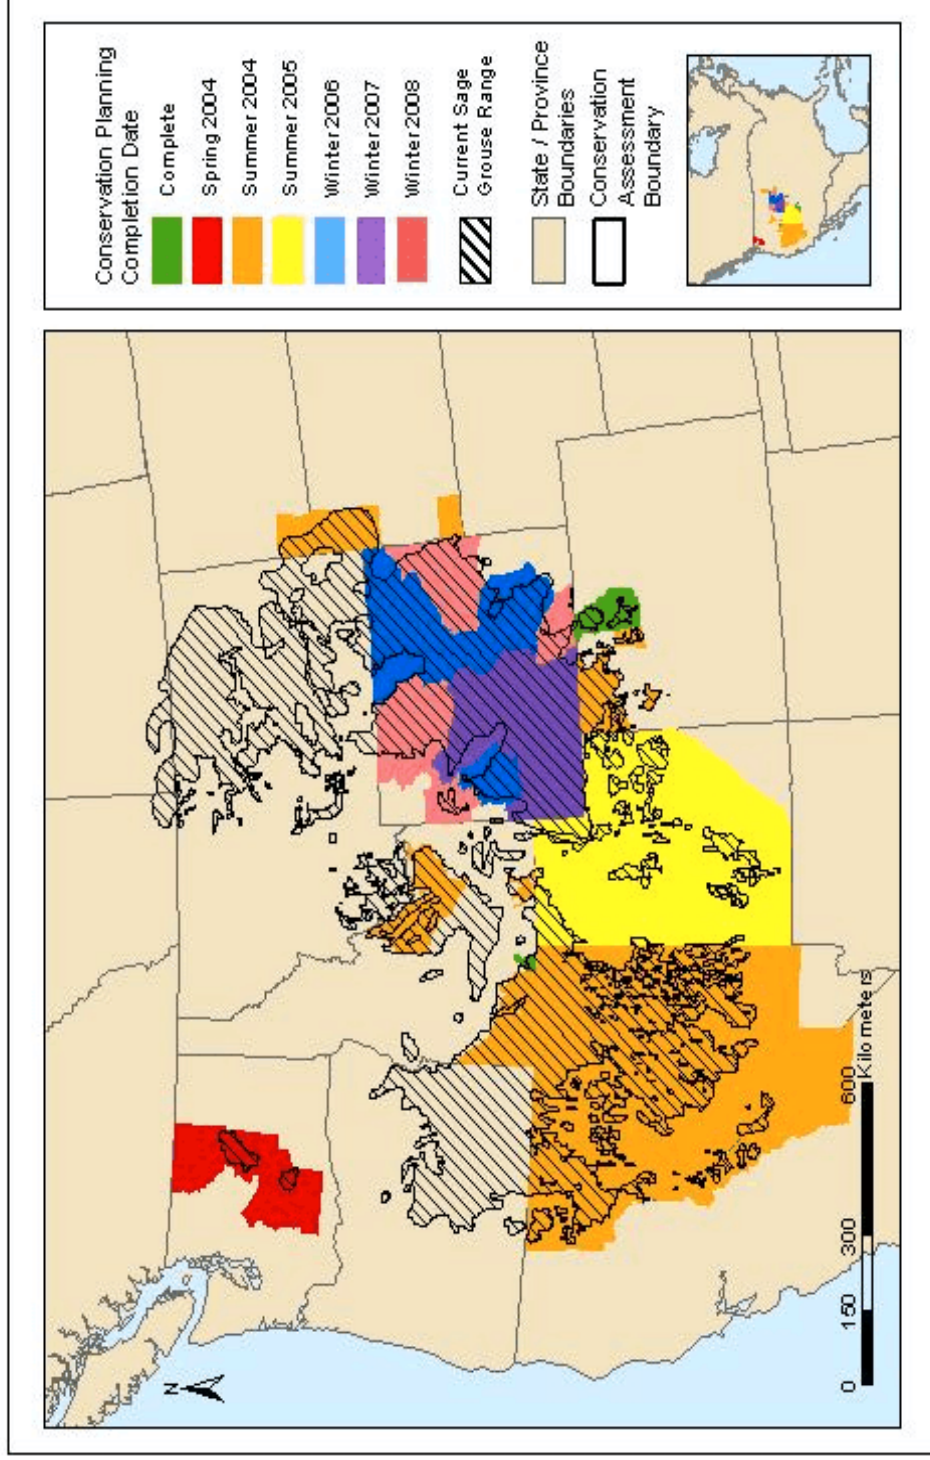 Conservation Planning
Completion Date
Complete
Spring 2004
Summer 2004
Summer 2005
Winter 2006
Winter 2007
Winter 2008
Current Sage
Grouse Range
State / Province
Boundaries
Conservation
Assessment
Boundary
N
0 150 300 600
Kilometers